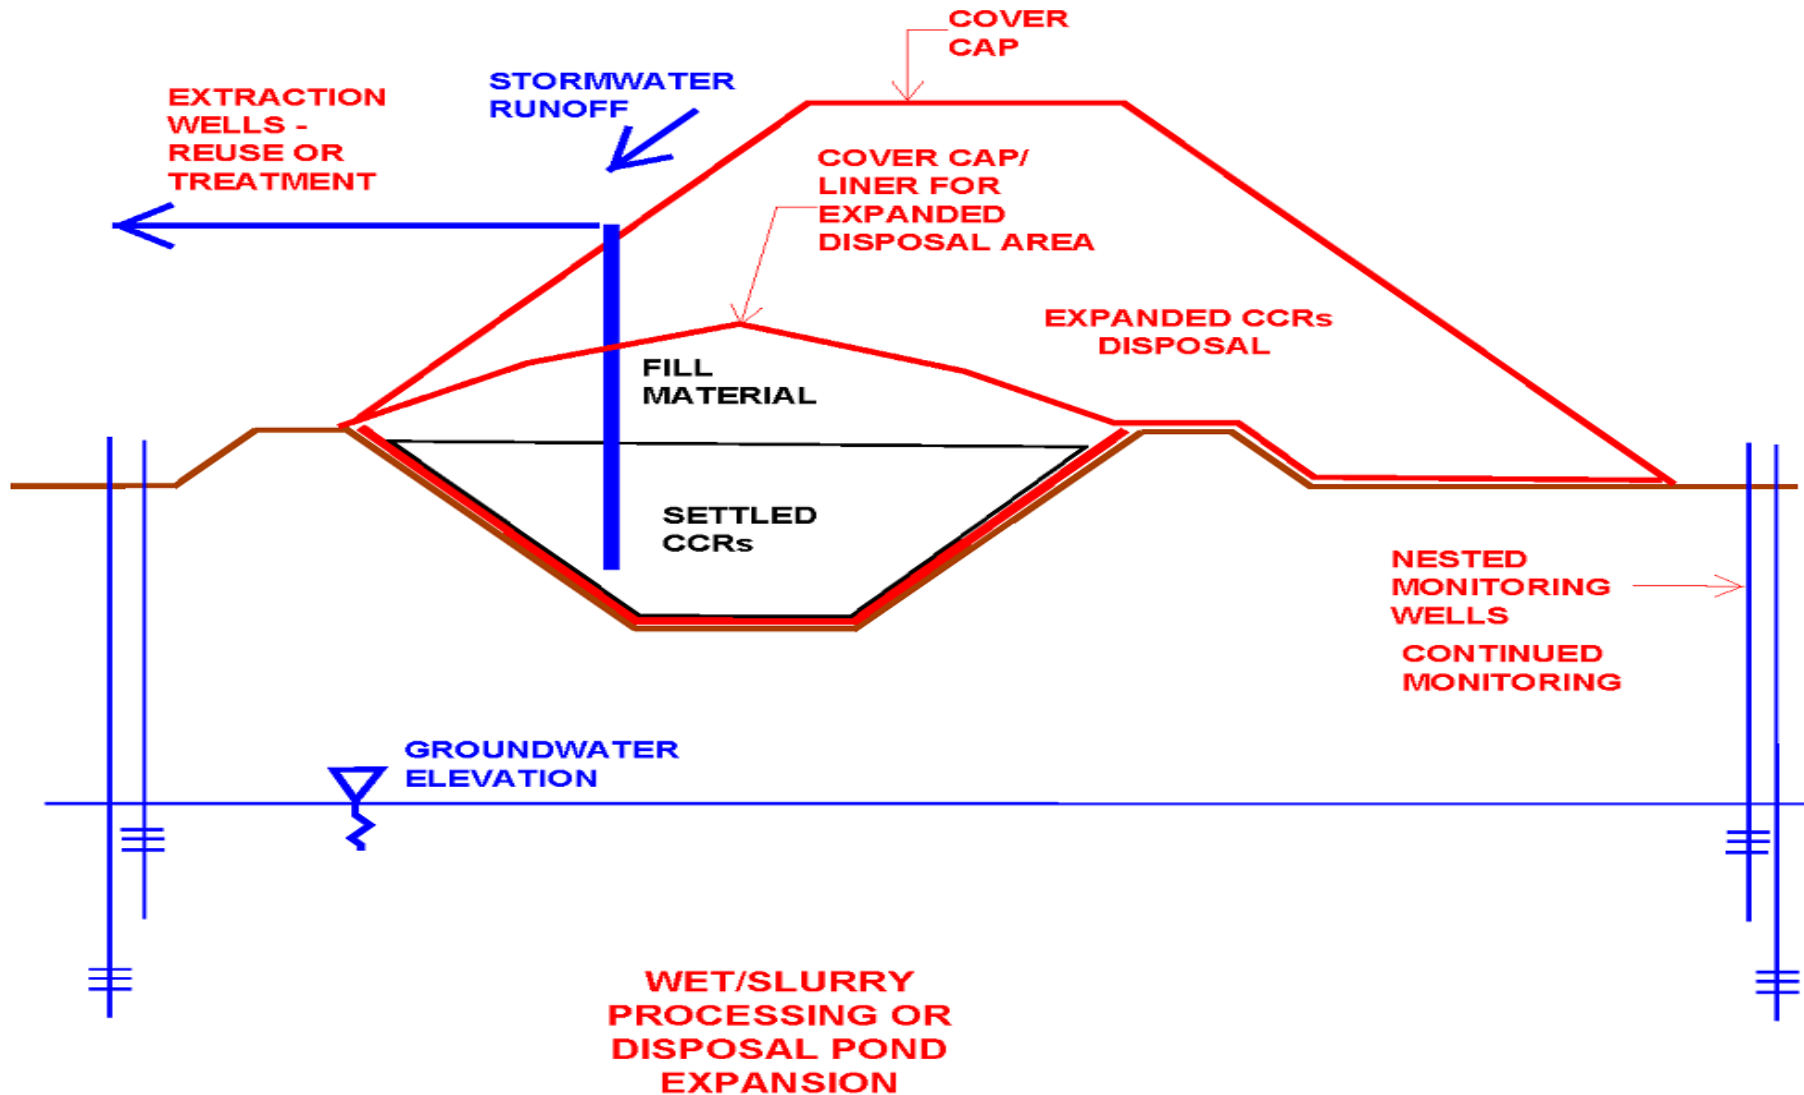 COVER
CAP
STORMWATER
RUNOFF
EXTRACTION
WELLS -
REUSE OR
TREATMENT
COVER CAP/
LINER FOR
EXPANDED
DISPOSAL AREA
EXPANDED CCRs
DISPOSAL
FILL
MATERIAL
SETTLED
CCRs
NESTED
MONITORING
WELLS
CONTINUED
MONITORING
GROUNDWATER
ELEVATION
WET/SLURRY
PROCESSING OR
DISPOSAL POND
EXPANSION